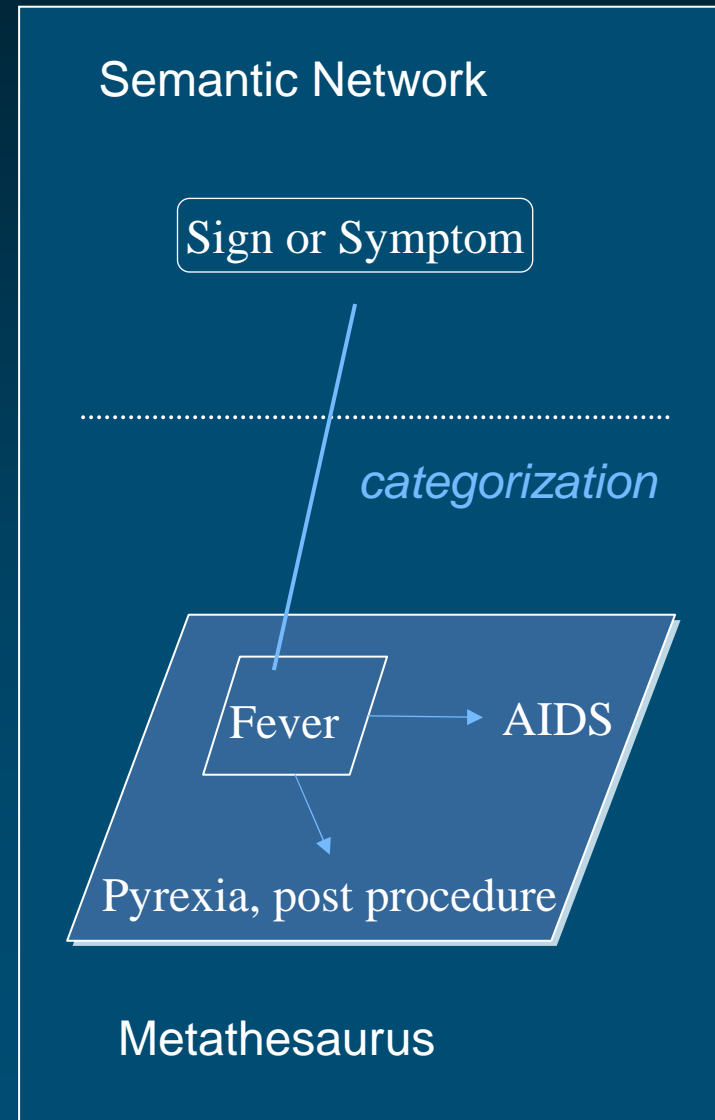 Semantic Network
Sign or Symptom
categorization
Fever
AIDS
Pyrexia, post procedure
Metathesaurus